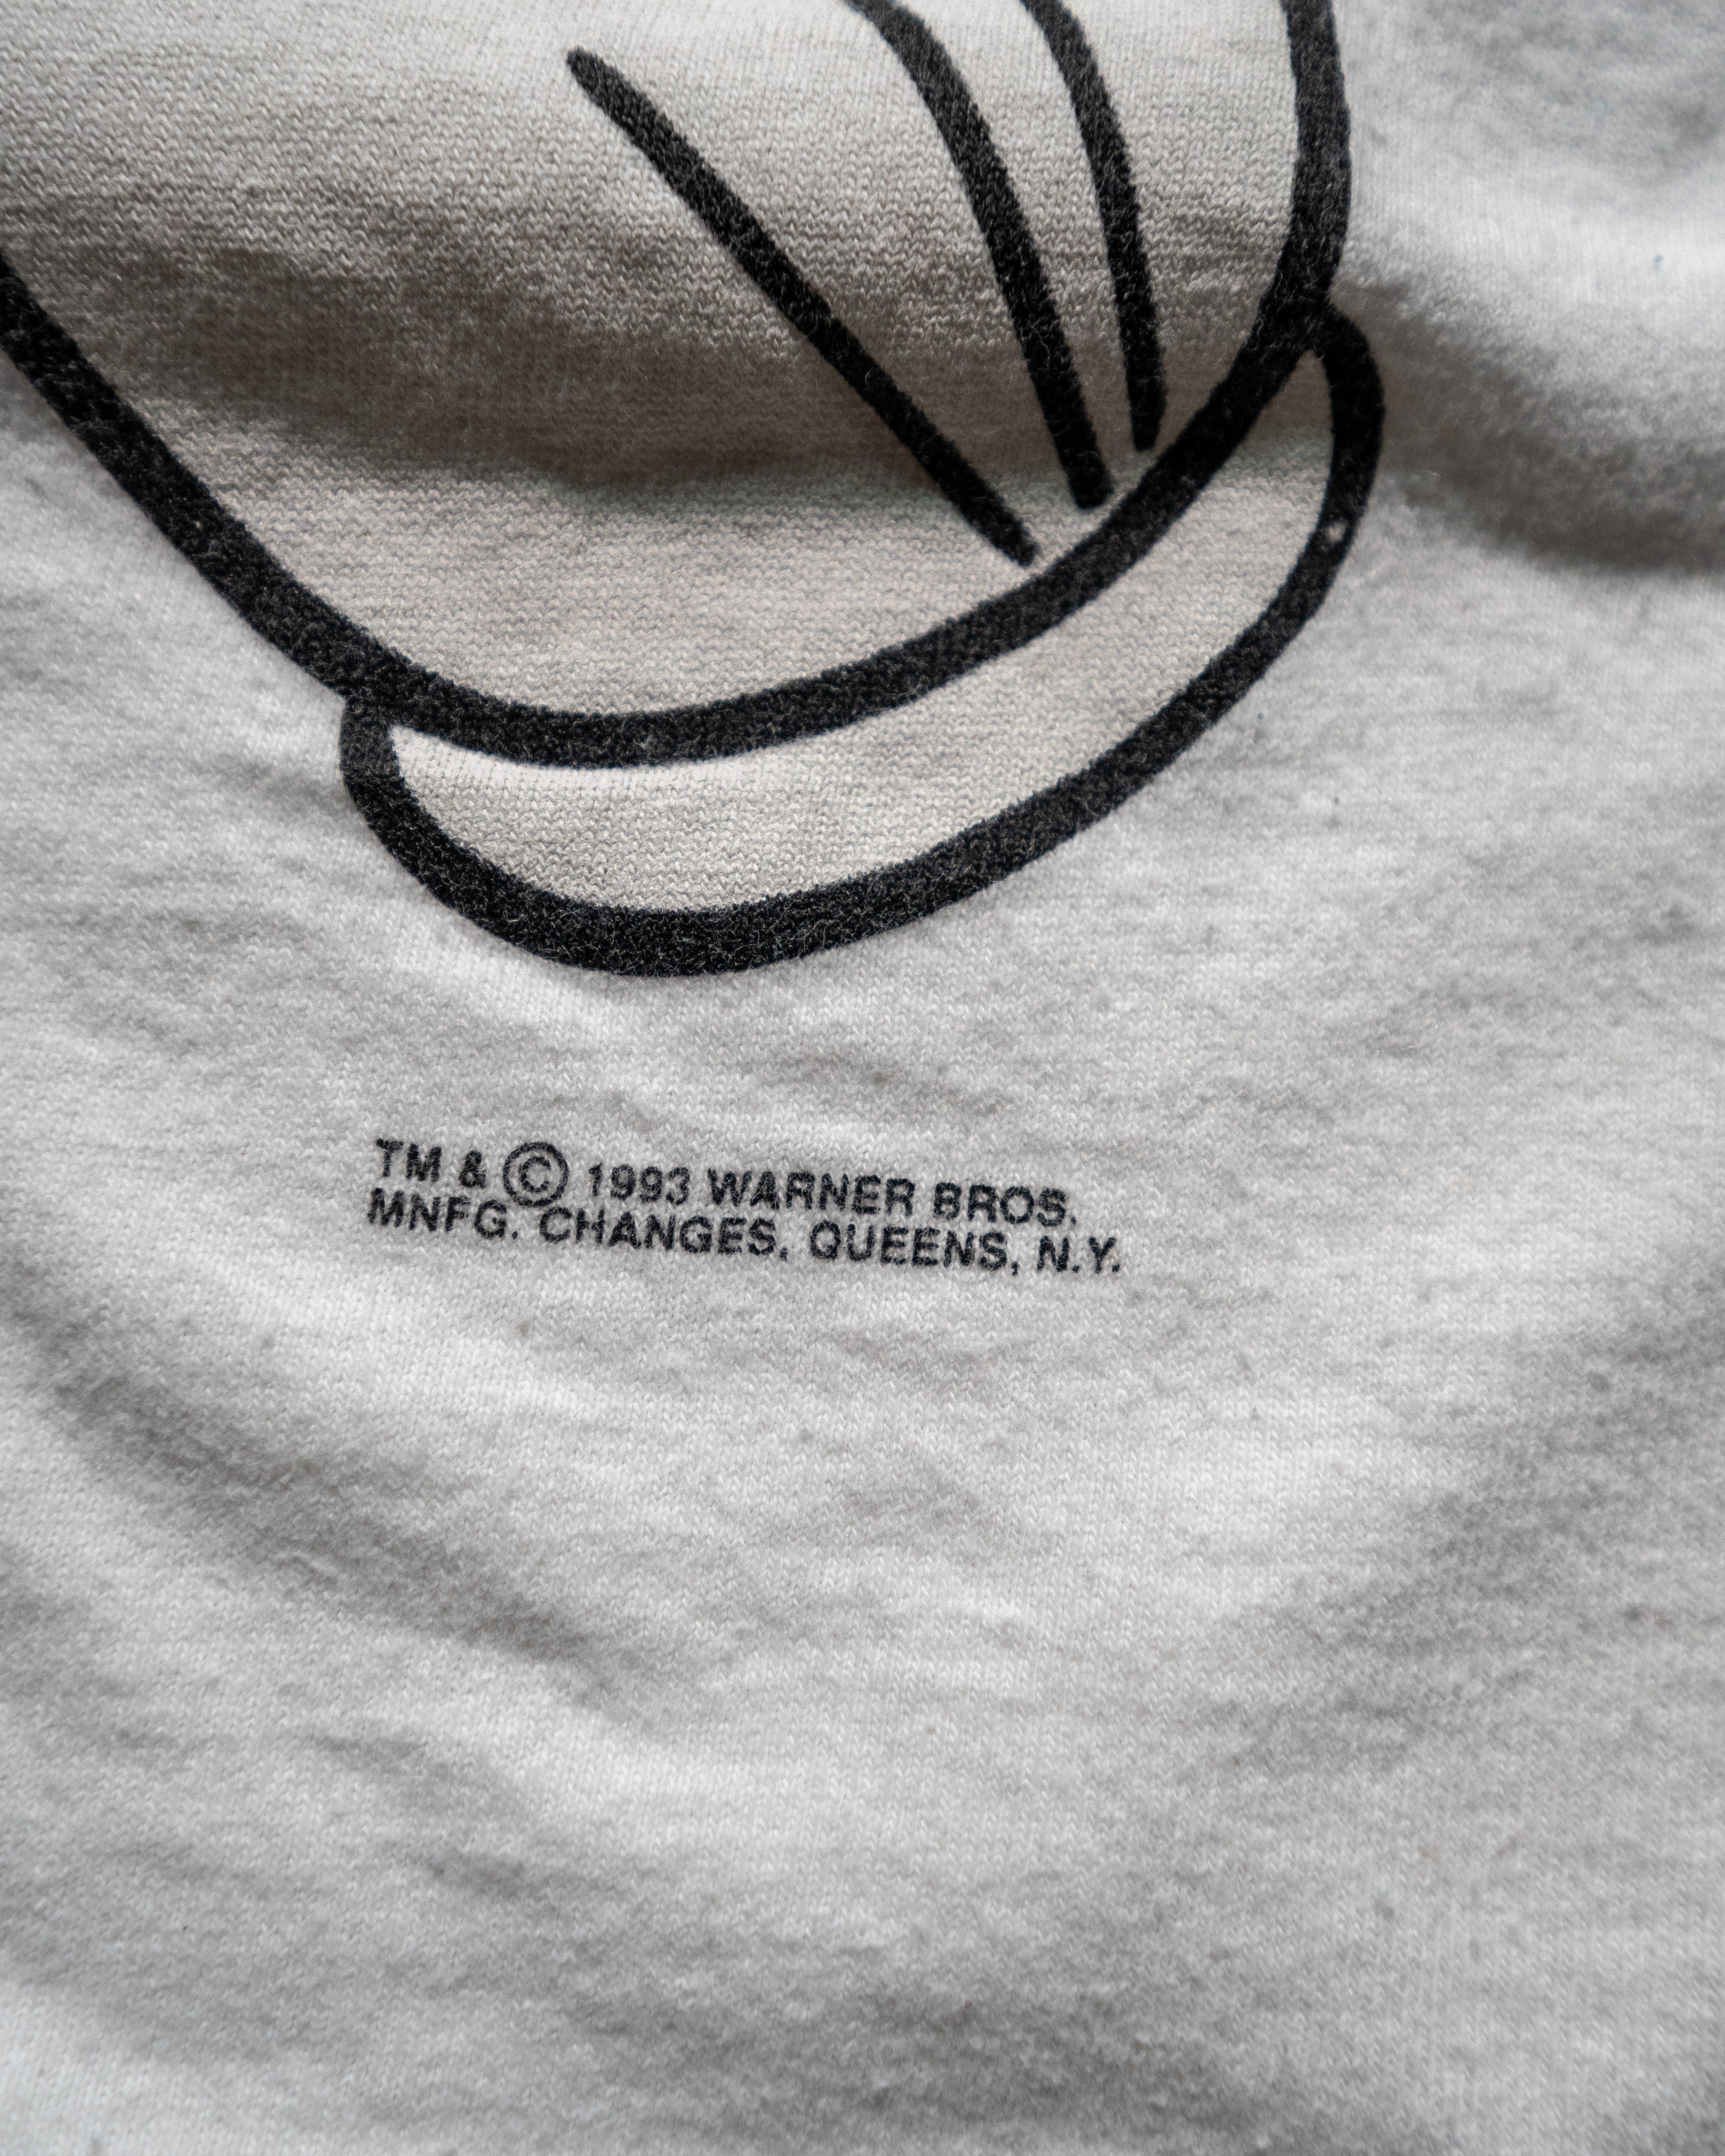 TM & © 1993 WARNER BROS.
MNFG. CHANGES, QUEENS, N.Y.